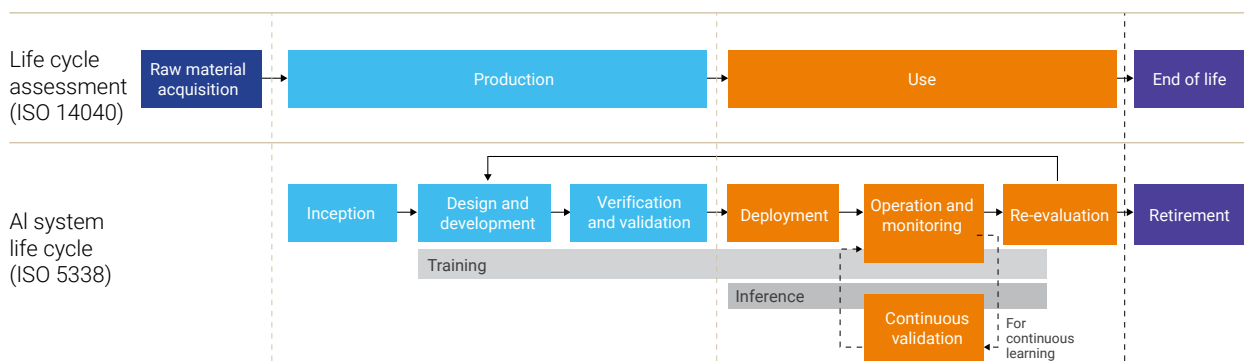 Life cycle
assessment
(ISO 14040)
Raw material
acquisition
Production
Use
End of life
AI system
life cycle
(ISO 5338)
Inception
Design and
development
Verification
and validation
Deployment
Operation and
monitoring
Re-evaluation
Retirement
Training
Inference
Continuous
validation
For
continuous
learning